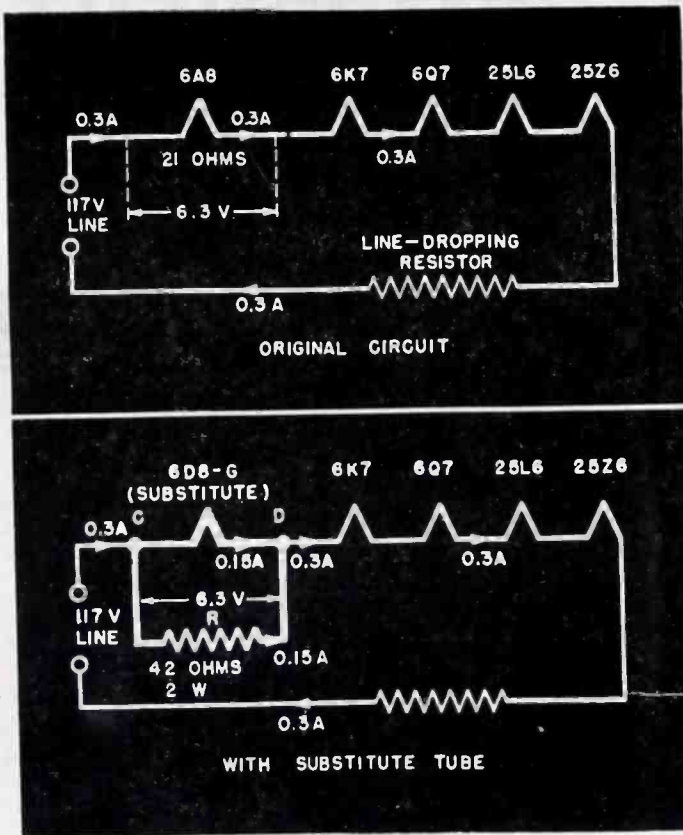 6A8 6K7 6Q7 25L6 25Z6
0.3A 0.3A
21 OHMS 0.3A
117V
LINE
6.3 V
LINE-DROPPING
RESISTOR
0.3 A
ORIGINAL CIRCUIT
6D8-G 6K7 6Q7 25L6 25Z6
(SUBSTITUTE)
C D
0.3A 0.15A 0.3A 0.3A
6.3 V
R
117V
LINE
42 OHMS 0.15A
2 W
0.3A
WITH SUBSTITUTE TUBE